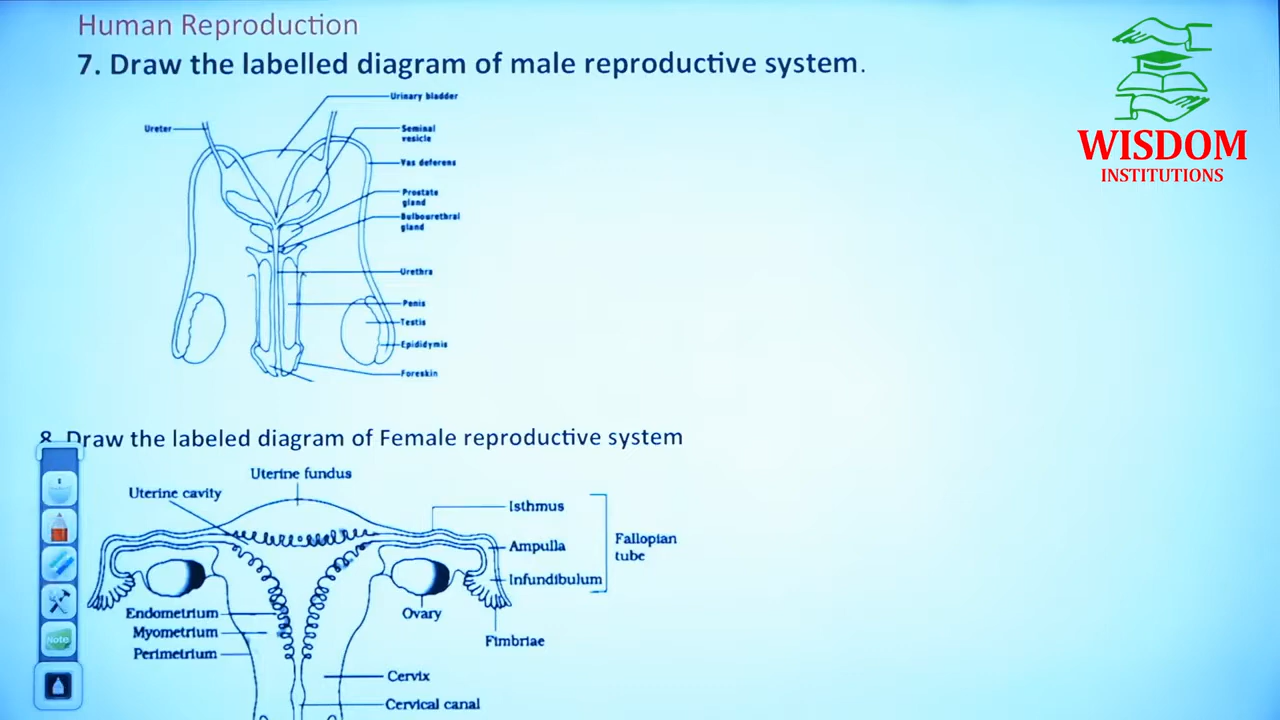 Human Reproduction
7. Draw the labelled diagram of male reproductive system.
WISDOM
INSTITUTIONS
Urinary bladder
Ureter
Seminal
vesicle
Vas deferens
Prostate
gland
Bulbourethral
gland
Urethra
Penis
Testis
Epididymis
Foreskin
8. Draw the labeled diagram of Female reproductive system
Uterine fundus
Uterine cavity
Isthmus
Ampulla
Fallopian
tube
Infundibulum
Endometrium
Ovary
Myometrium
Fimbriae
Perimetrium
Cervix
Cervical canal
Note